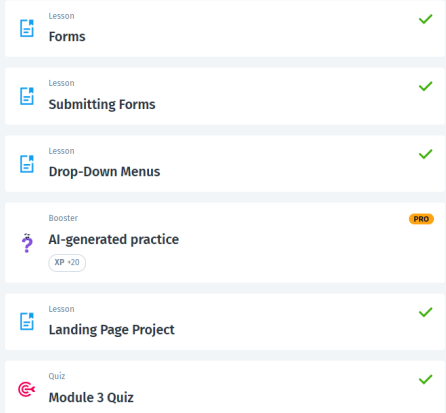 Lesson
Forms
Lesson
Submitting Forms
Lesson
Drop-Down Menus
Booster
PRO
AI-generated practice
XP +20
Lesson
Landing Page Project
Quiz
Module 3 Quiz